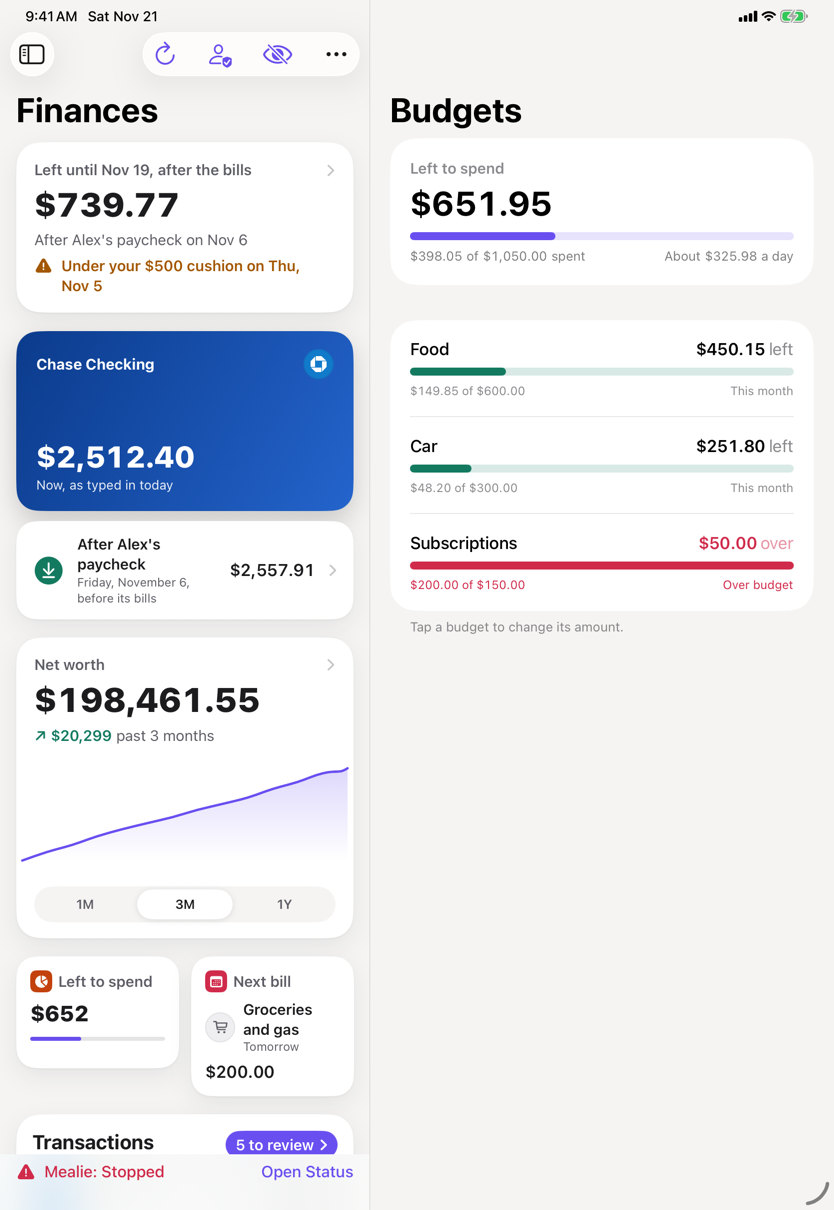 9:41 AM Sat Nov 21
Finances
Left until Nov 19, after the bills
$739.77
After Alex's paycheck on Nov 6
Under your $500 cushion on Thu,
Nov 5
Chase Checking
$2,512.40
Now, as typed in today
After Alex's
paycheck
Friday, November 6,
before its bills
$2,557.91
Net worth
$198,461.55
$20,299 past 3 months
1M 3M 1Y
Left to spend
$652
Next bill
Groceries
and gas
Tomorrow
$200.00
Transactions
5 to review
Mealie: Stopped
Open Status
Budgets
Left to spend
$651.95
$398.05 of $1,050.00 spent
About $325.98 a day
Food
$450.15 left
$149.85 of $600.00
This month
Car
$251.80 left
$48.20 of $300.00
This month
Subscriptions
$50.00 over
$200.00 of $150.00
Over budget
Tap a budget to change its amount.